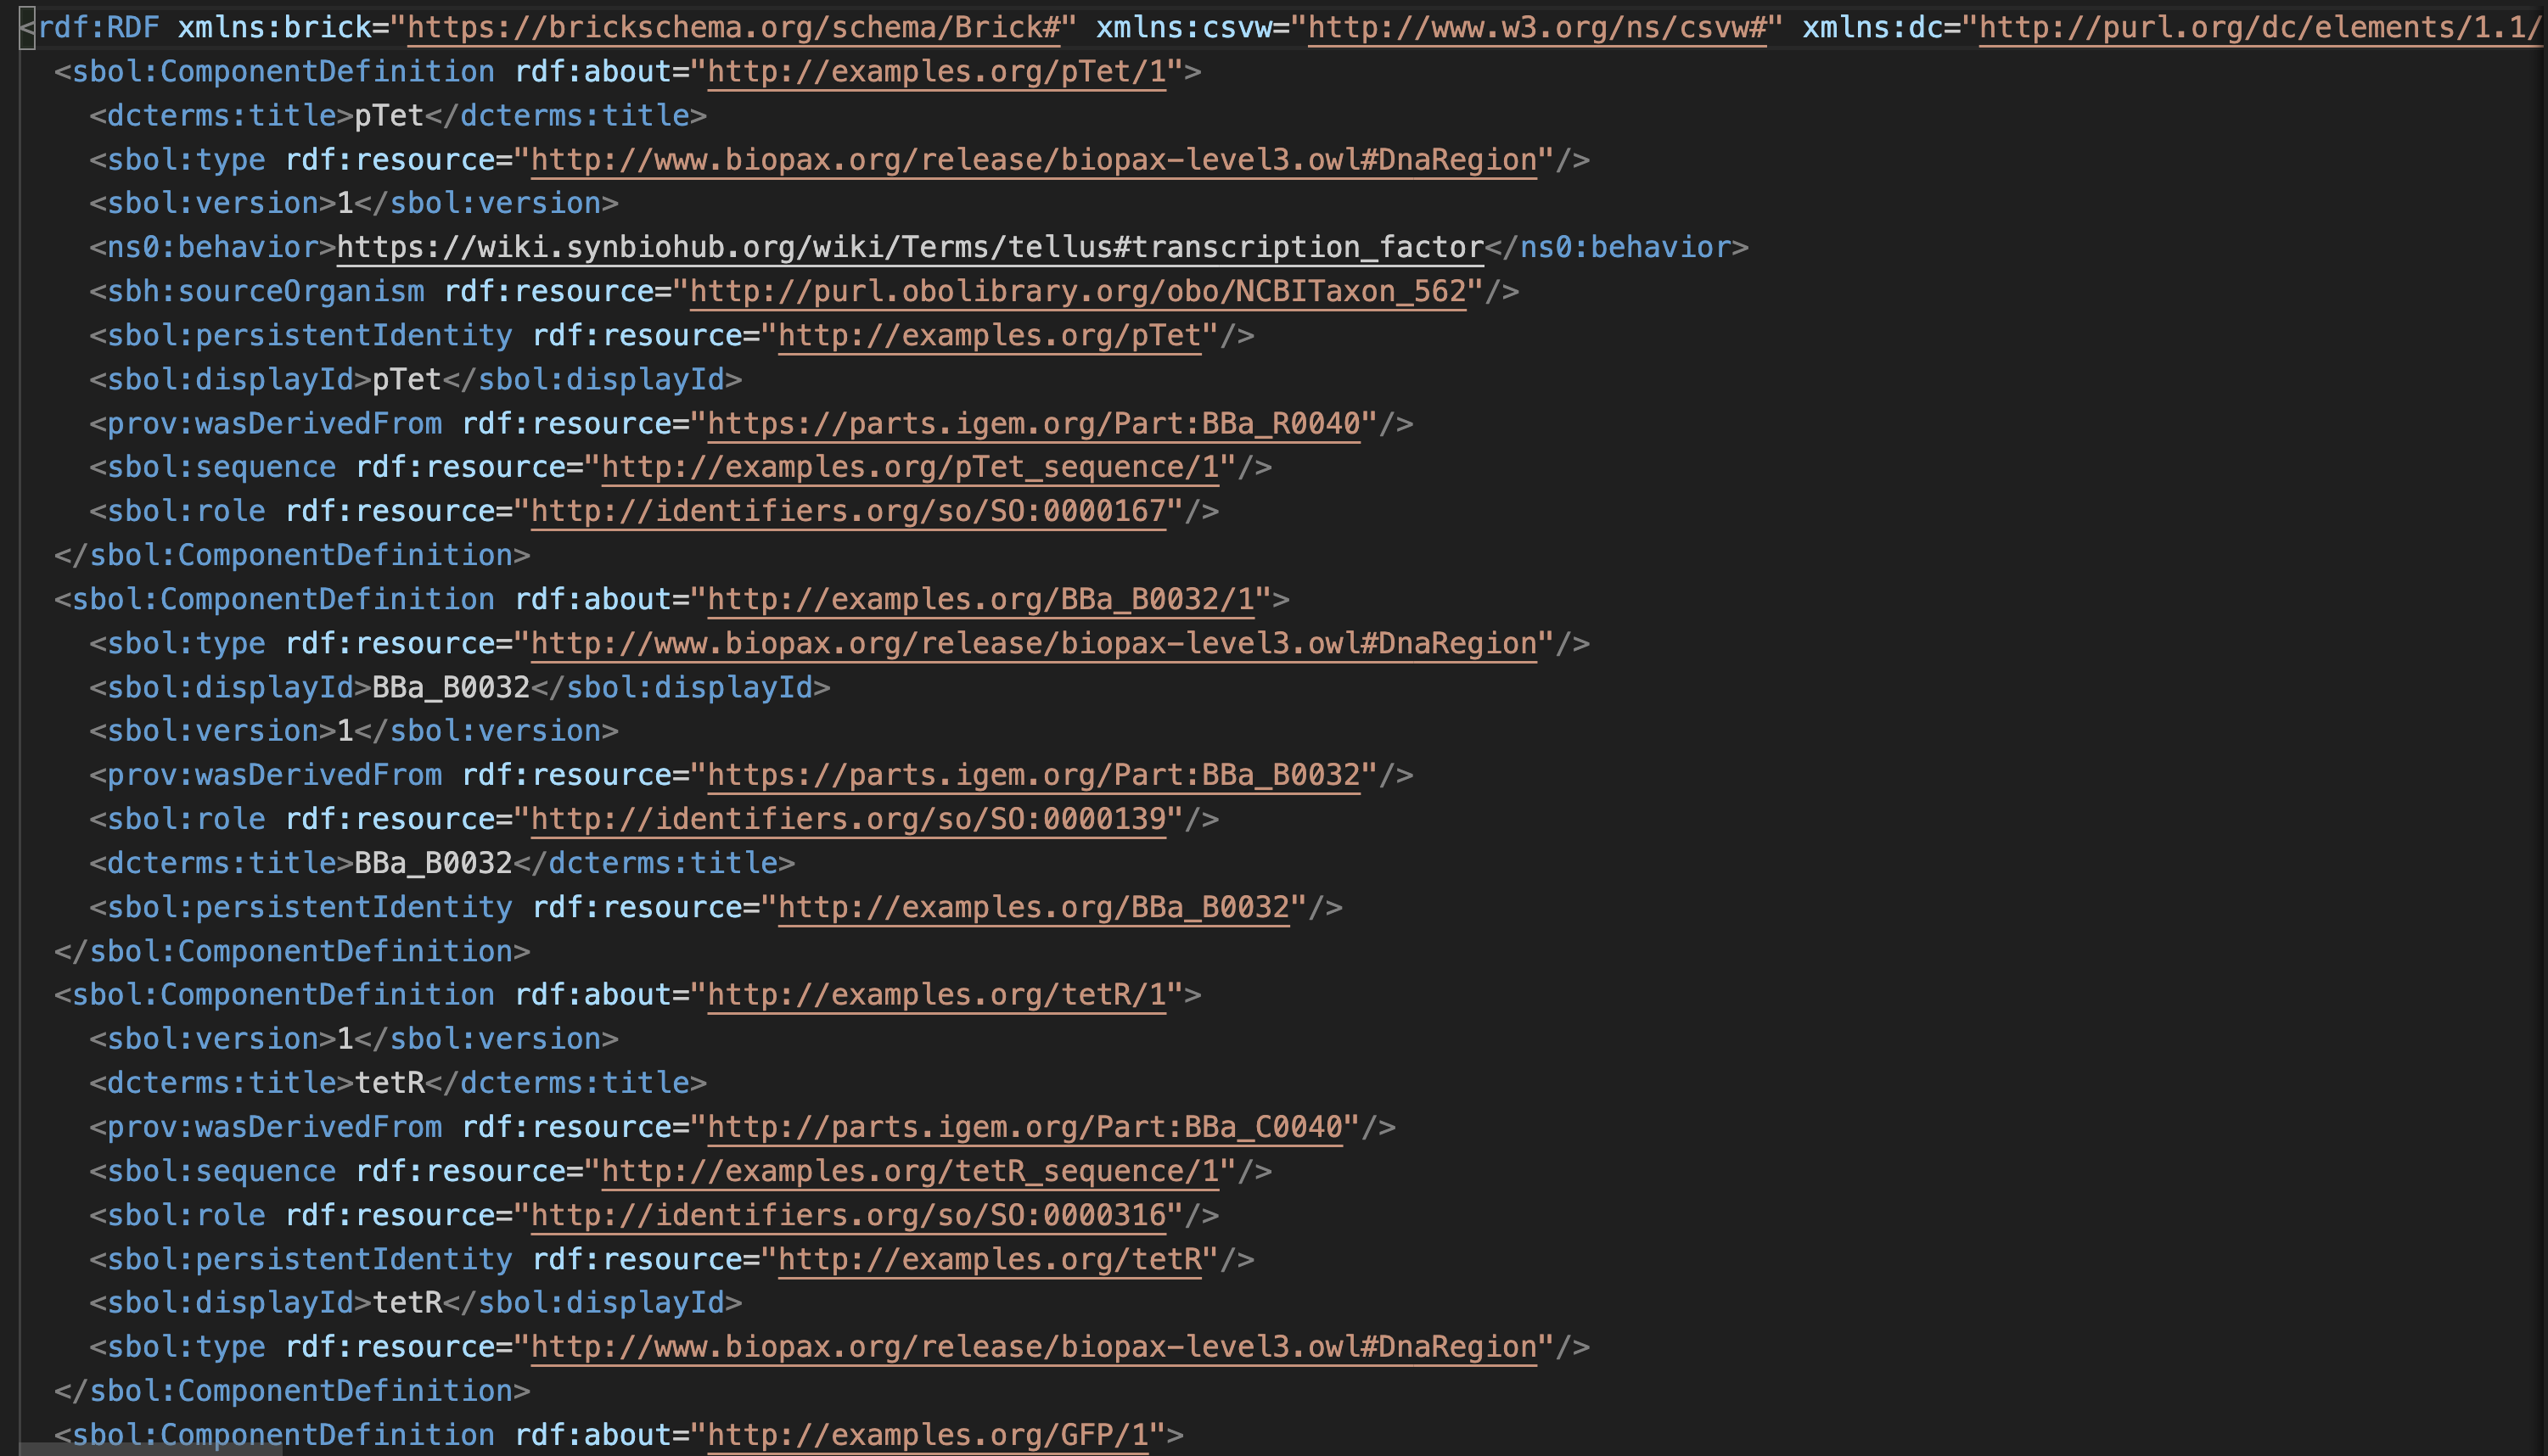 <rdf:RDF xmlns:brick="https://brickschema.org/schema/Brick#" xmlns:csvw="http://www.w3.org/ns/csvw#" xmlns:dc="http://purl.org/dc/elements/1.1/
<sbol:ComponentDefinition rdf:about="http://examples.org/pTet/1">
<dcterms:title>pTet</dcterms:title>
<sbol:type rdf:resource="http://www.biopax.org/release/biopax-level3.owl#DnaRegion"/>
<sbol:version>1</sbol:version>
<ns0:behavior>https://wiki.synbiohub.org/wiki/Terms/tellus#transcription_factor</ns0:behavior>
<sbh:sourceOrganism rdf:resource="http://purl.obolibrary.org/obo/NCBITaxon_562"/>
<sbol:persistentIdentity rdf:resource="http://examples.org/pTet"/>
<sbol:displayId>pTet</sbol:displayId>
<prov:wasDerivedFrom rdf:resource="https://parts.igem.org/Part:BBa_R0040"/>
<sbol:sequence rdf:resource="http://examples.org/pTet_sequence/1"/>
<sbol:role rdf:resource="http://identifiers.org/so/SO:0000167"/>
</sbol:ComponentDefinition>
<sbol:ComponentDefinition rdf:about="http://examples.org/BBa_B0032/1">
<sbol:type rdf:resource="http://www.biopax.org/release/biopax-level3.owl#DnaRegion"/>
<sbol:displayId>BBa_B0032</sbol:displayId>
<sbol:version>1</sbol:version>
<prov:wasDerivedFrom rdf:resource="https://parts.igem.org/Part:BBa_B0032"/>
<sbol:role rdf:resource="http://identifiers.org/so/SO:0000139"/>
<dcterms:title>BBa_B0032</dcterms:title>
<sbol:persistentIdentity rdf:resource="http://examples.org/BBa_B0032"/>
</sbol:ComponentDefinition>
<sbol:ComponentDefinition rdf:about="http://examples.org/tetR/1">
<sbol:version>1</sbol:version>
<dcterms:title>tetR</dcterms:title>
<prov:wasDerivedFrom rdf:resource="http://parts.igem.org/Part:BBa_C0040"/>
<sbol:sequence rdf:resource="http://examples.org/tetR_sequence/1"/>
<sbol:role rdf:resource="http://identifiers.org/so/SO:0000316"/>
<sbol:persistentIdentity rdf:resource="http://examples.org/tetR"/>
<sbol:displayId>tetR</sbol:displayId>
<sbol:type rdf:resource="http://www.biopax.org/release/biopax-level3.owl#DnaRegion"/>
</sbol:ComponentDefinition>
<sbol:ComponentDefinition rdf:about="http://examples.org/GFP/1">